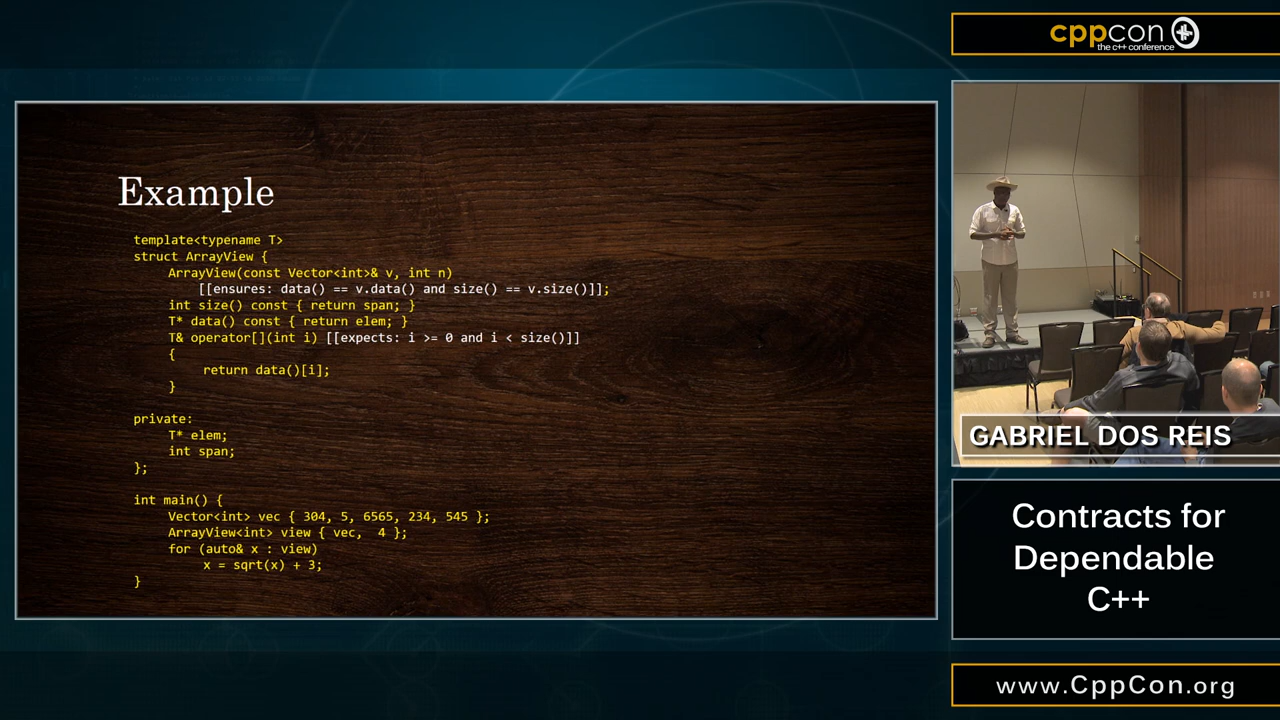 Example
template<typename T>
struct ArrayView {
ArrayView(const Vector<int>& v, int n)
[[ensures: data() == v.data() and size() == v.size()]];
int size() const { return span; }
T* data() const { return elem; }
T& operator[](int i) [[expects: i >= 0 and i < size()]]
{
return data()[i];
}
private:
T* elem;
int span;
};
int main() {
Vector<int> vec { 304, 5, 6565, 234, 545 };
ArrayView<int> view { vec, 4 };
for (auto& x : view)
x = sqrt(x) + 3;
}
cppcon
the c++ conference
GABRIEL DOS REIS
Contracts for
Dependable
C++
www.CppCon.org